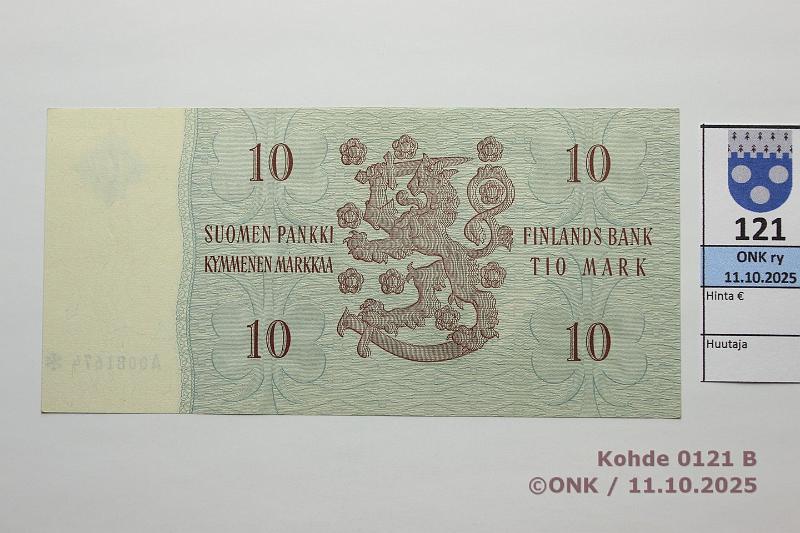 10
10
SUOMEN PANKKI
KYMMENEN MARKKAA
FINLANDS BANK
TIO MARK
10
10
A0081674*
121
ONK ry
11.10.2025
Hinta €
Huutaja
Kohde 0121 B
©ONK / 11.10.2025